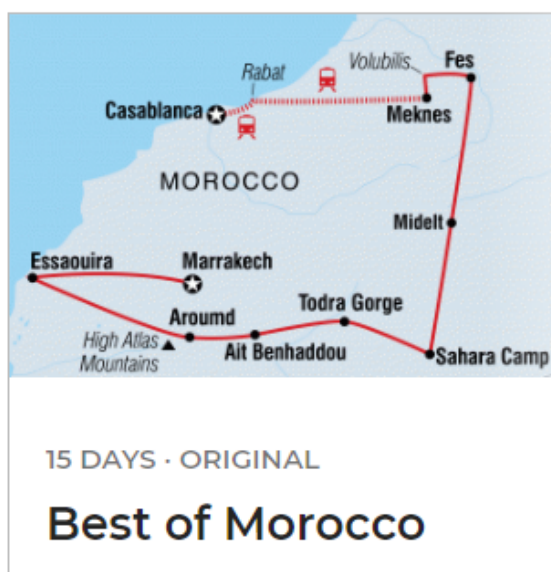 Rabat
Volubilis
Fes
Casablanca
Meknes
MOROCCO
Midelt
Essaouira
Marrakech
Todra Gorge
Aroumd
High Atlas
Mountains
Ait Benhaddou
Sahara Camp
15 DAYS · ORIGINAL
Best of Morocco